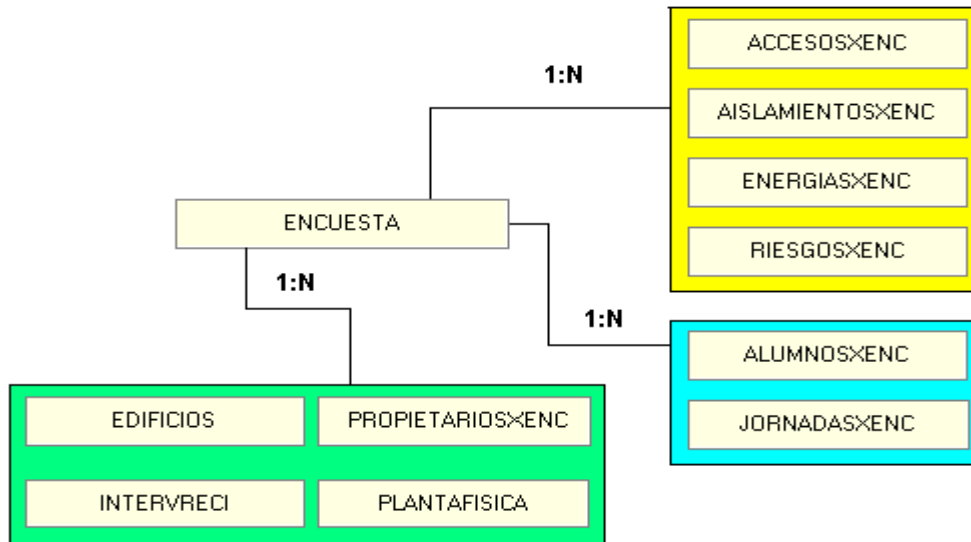 ACCESOSXENC
1:N
AISLAMIENTOSXENC
ENERGIASXENC
ENCUESTA
RIESGOSXENC
1:N
1:N
ALUMNOSXENC
JORNADASXENC
EDIFICIOS
PROPIETARIOSXENC
INTERVRECI
PLANTAFISICA